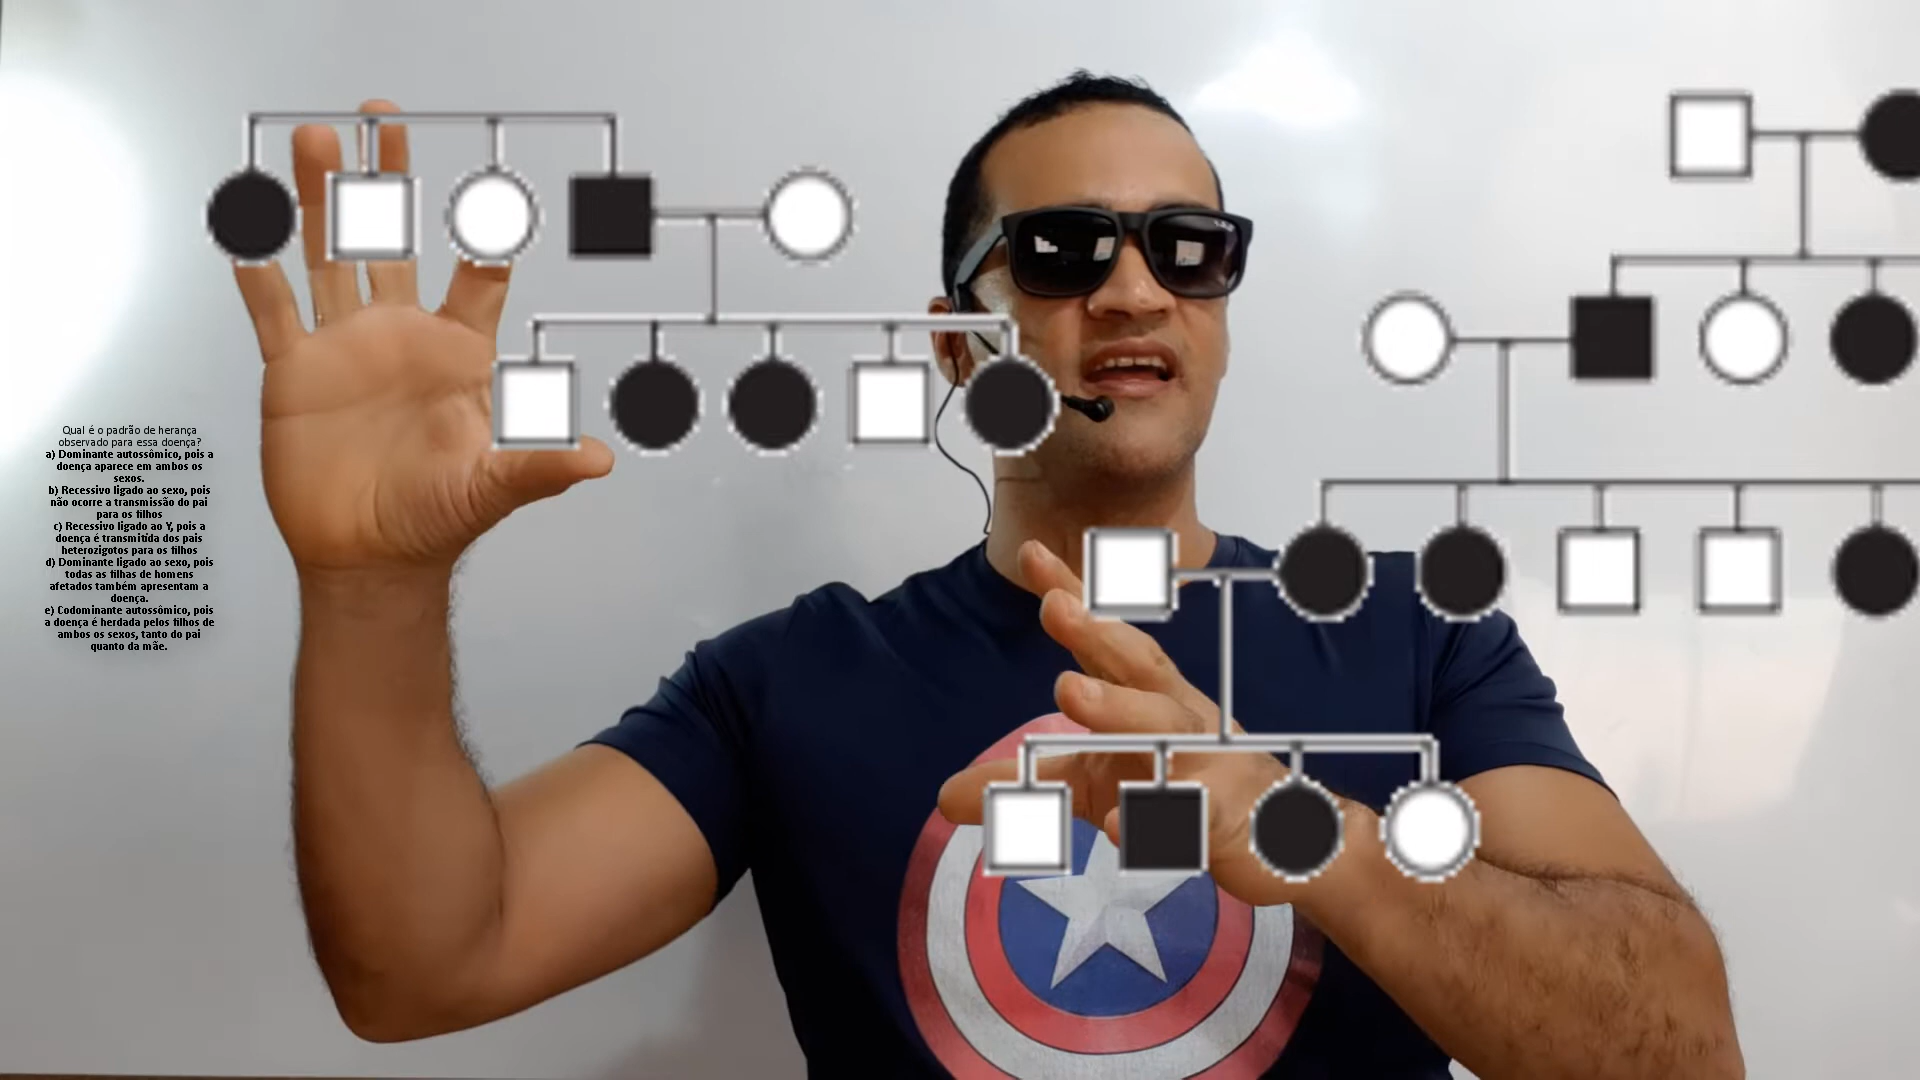 Qual é o padrão de herança
observado para essa doença?
a) Dominante autossômico, pois a
doença aparece em ambos os
sexos.
b) Recessivo ligado ao sexo, pois
não ocorre a transmissão do pai
para os filhos
c) Recessivo ligado ao Y, pois a
doença é transmitida dos pais
heterozigotos para os filhos
d) Dominante ligado ao sexo, pois
todas as filhas de homens
afetados também apresentam a
doença.
e) Codominante autossômico, pois
a doença é herdada pelos filhos de
ambos os sexos, tanto do pai
quanto da mãe.